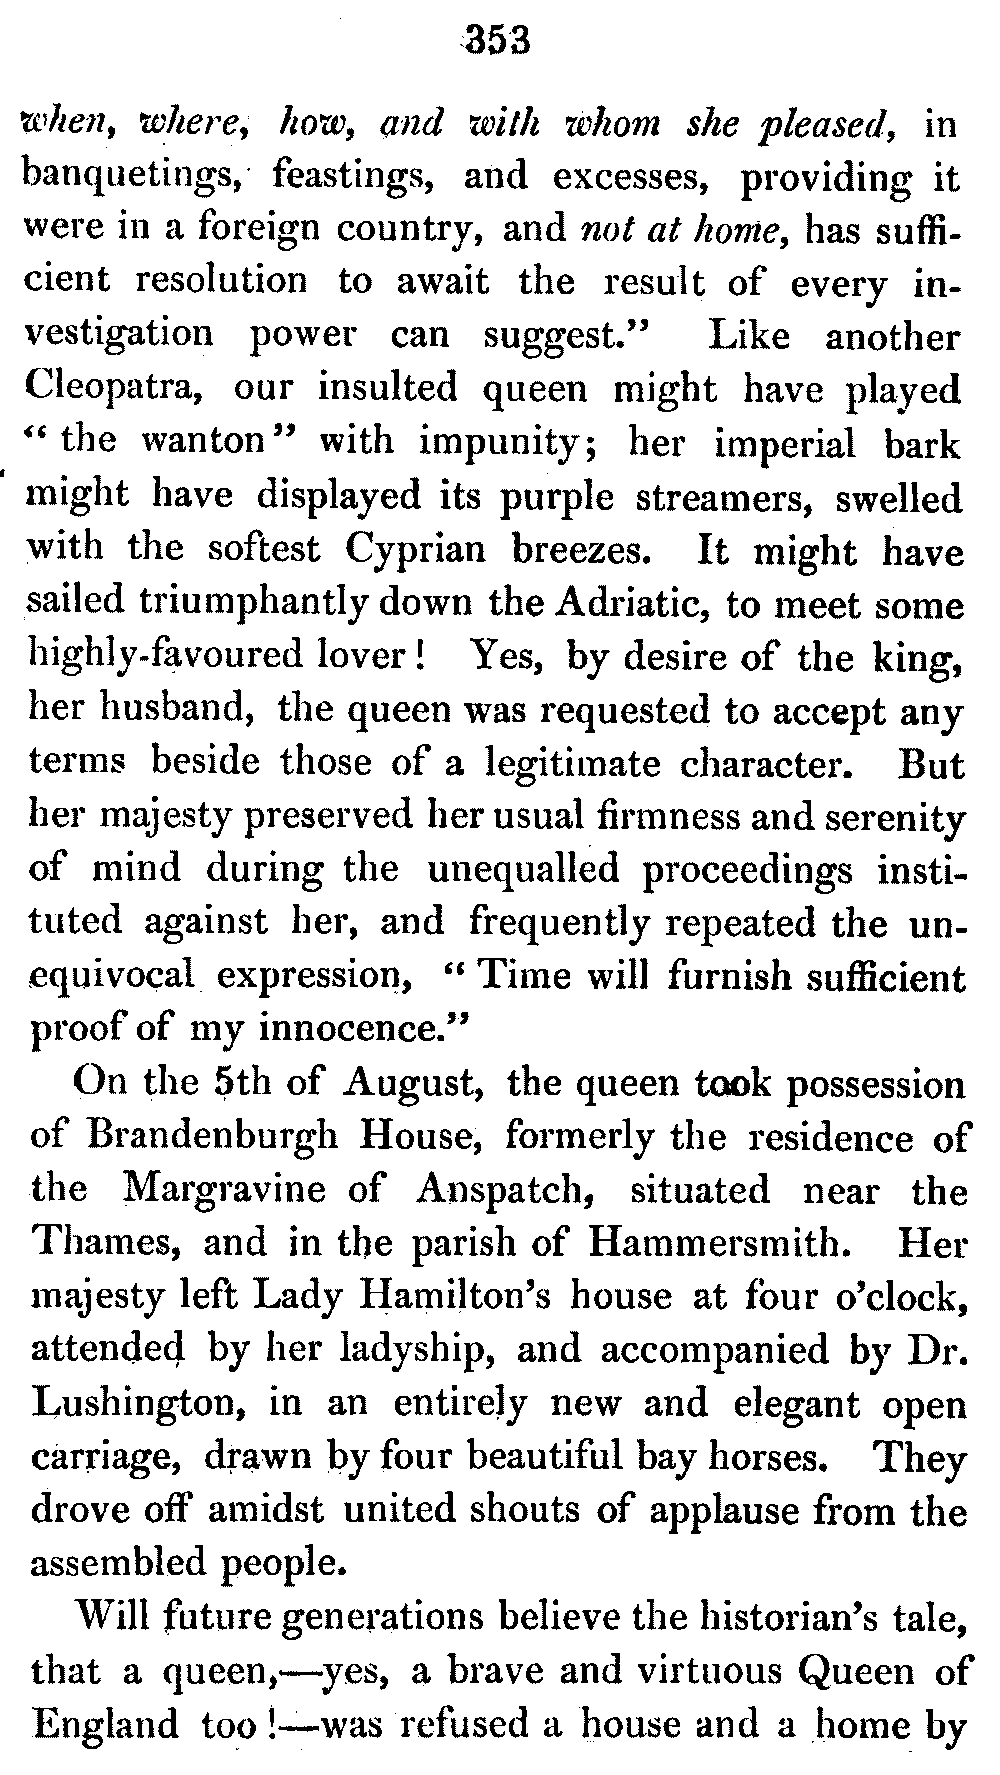 353
when, where, how, and with whom she pleased, in
banquetings, feastings, and excesses, providing it
were in a foreign country, and not at home, has suffi-
cient resolution to await the result of every in-
vestigation power can suggest.” Like another
Cleopatra, our insulted queen might have played
“ the wanton” with impunity; her imperial bark
might have displayed its purple streamers, swelled
with the softest Cyprian breezes. It might have
sailed triumphantly down the Adriatic, to meet some
highly-favoured lover ! Yes, by desire of the king,
her husband, the queen was requested to accept any
terms beside those of a legitimate character. But
her majesty preserved her usual firmness and serenity
of mind during the unequalled proceedings insti-
tuted against her, and frequently repeated the un-
equivocal expression, “ Time will furnish sufficient
proof of my innocence.”
On the 5th of August, the queen took possession
of Brandenburgh House, formerly the residence of
the Margravine of Anspatch, situated near the
Thames, and in the parish of Hammersmith. Her
majesty left Lady Hamilton’s house at four o’clock,
attended by her ladyship, and accompanied by Dr.
Lushington, in an entirely new and elegant open
carriage, drawn by four beautiful bay horses. They
drove off amidst united shouts of applause from the
assembled people.
Will future generations believe the historian’s tale,
that a queen,—yes, a brave and virtuous Queen of
England too !—was refused a house and a home by